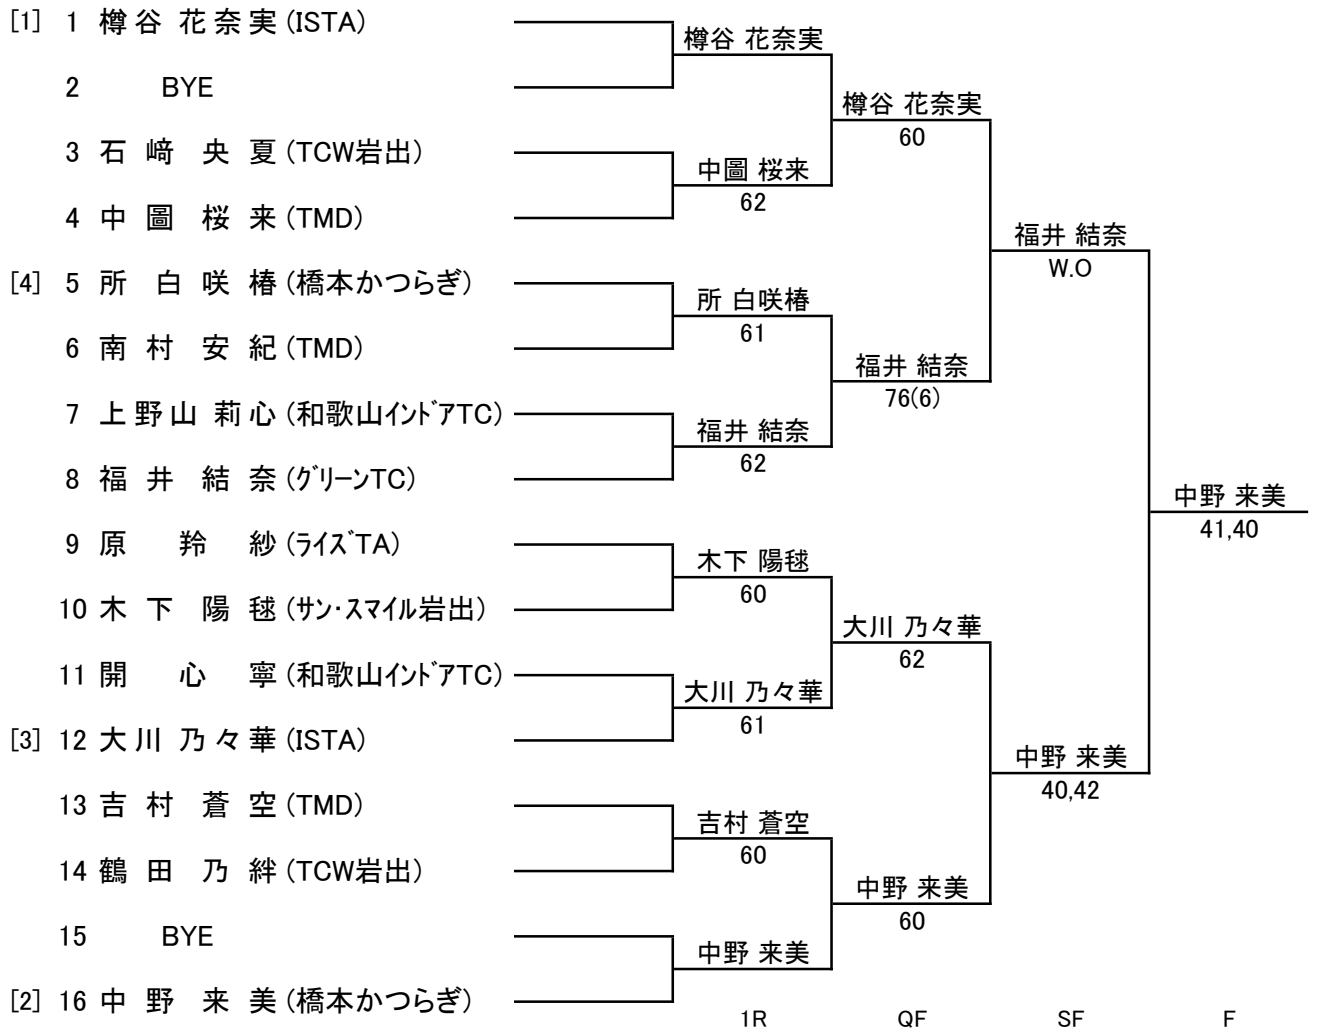 [1] 1 樽谷 花奈実 (ISTA)
樽谷 花奈実
2 BYE
樽谷 花奈実
60
3 石﨑 央夏 (TCW岩出)
中圖 桜来
62
4 中圖 桜来 (TMD)
福井 結奈
W.O
[4] 5 所 白咲椿 (橋本かつらぎ)
所 白咲椿
61
6 南村 安紀 (TMD)
福井 結奈
76(6)
7 上野山 莉心 (和歌山インドアTC)
福井 結奈
62
8 福井 結奈 (グリーンTC)
中野 来美
41,40
9 原 羚紗 (ライズTA)
木下 陽毬
60
10 木下 陽毬 (サン・スマイル岩出)
大川 乃々華
62
11 開 心寧 (和歌山インドアTC)
大川 乃々華
61
[3] 12 大川 乃々華 (ISTA)
中野 来美
40,42
13 吉村 蒼空 (TMD)
吉村 蒼空
60
14 鶴田 乃絆 (TCW岩出)
中野 来美
60
15 BYE
中野 来美
[2] 16 中野 来美 (橋本かつらぎ)
1R QF SF F